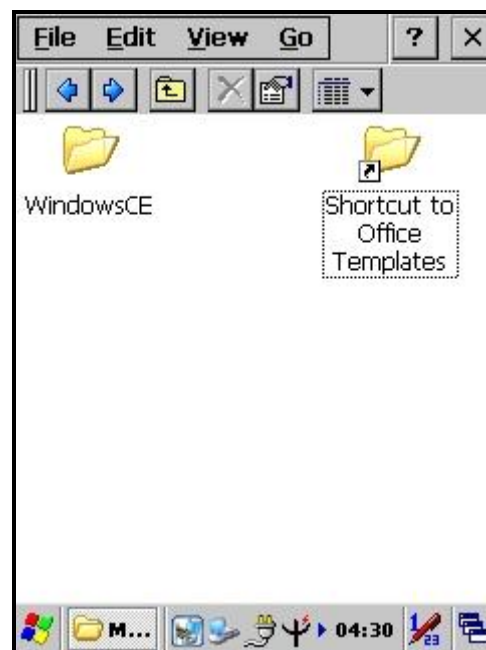 File Edit View Go ? ×
WindowsCE
Shortcut to
Office
Templates
M... 04:30